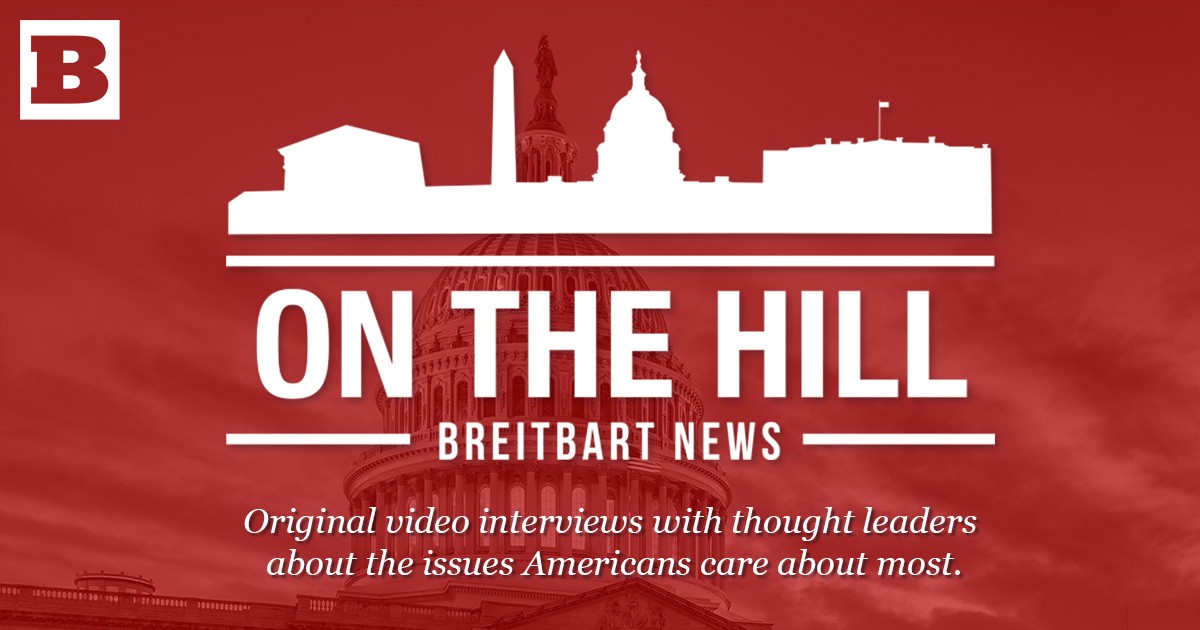 B
ON THE HILL
BREITBART NEWS
Original video interviews with thought leaders
about the issues Americans care about most.